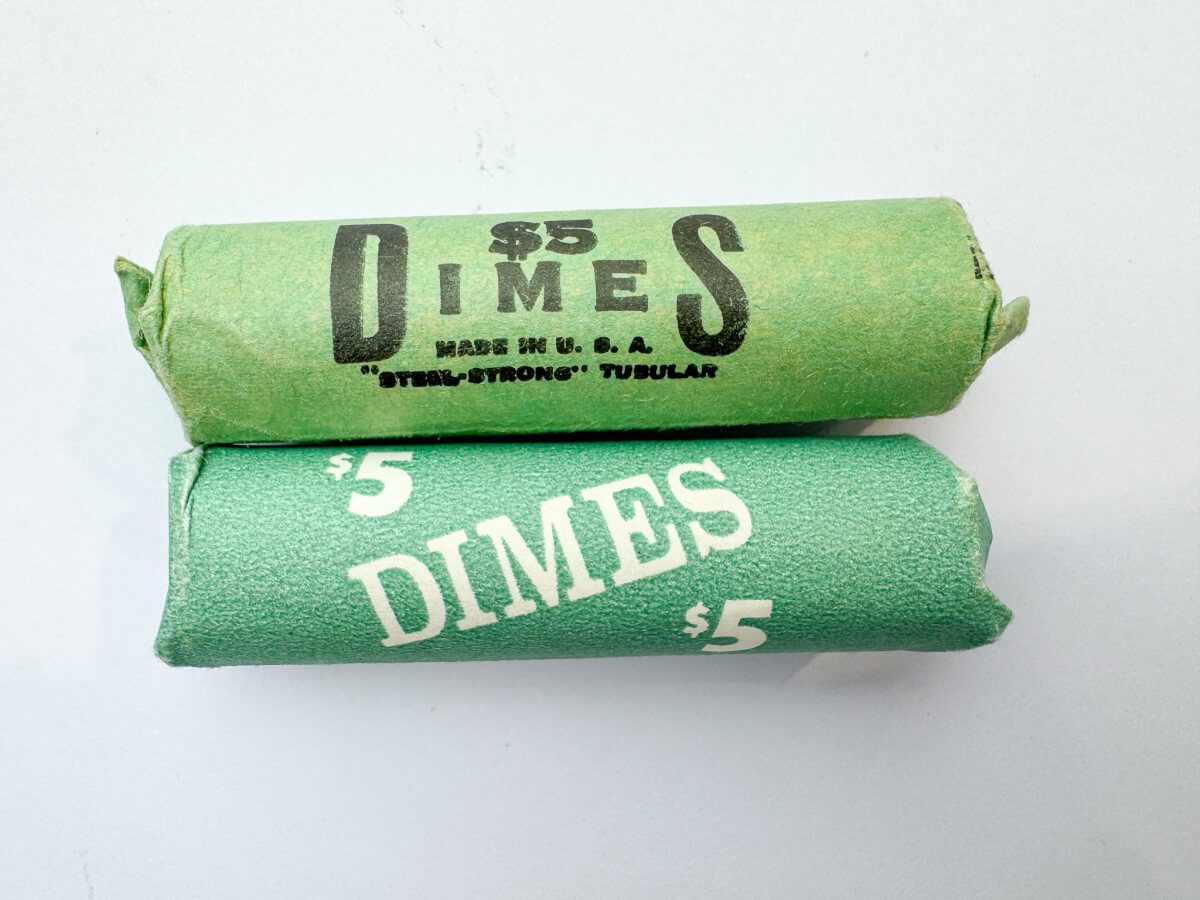 $5
DIMES
MADE IN U. S. A.
"STEEL-STRONG" TUBULAR
$5
DIMES
$5